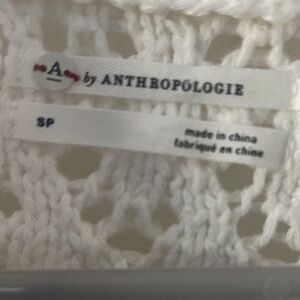 A by ANTHROPOLOGIE
SP
made in china
fabriqué en chine